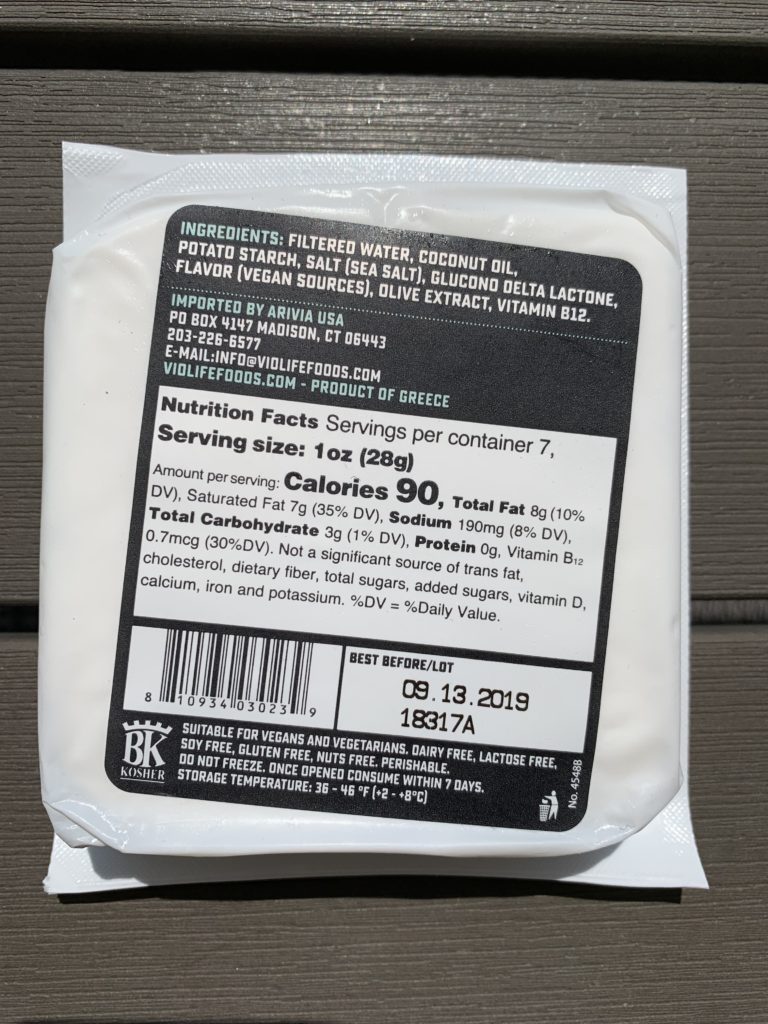 INGREDIENTS: FILTERED WATER, COCONUT OIL,
POTATO STARCH, SALT (SEA SALT), GLUCONO DELTA LACTONE,
FLAVOR (VEGAN SOURCES), OLIVE EXTRACT, VITAMIN B12.
IMPORTED BY ARIVIA USA
PO BOX 4147 MADISON, CT 06443
203-226-6577
E-MAIL:INFO@VIOLIFEFOODS.COM
VIOLIFEFOODS.COM - PRODUCT OF GREECE
Nutrition Facts Servings per container 7,
Serving size: 1oz (28g)
Amount per serving: Calories 90, Total Fat 8g (10%
DV), Saturated Fat 7g (35% DV), Sodium 190mg (8% DV),
Total Carbohydrate 3g (1% DV), Protein 0g, Vitamin B₁₂
0.7mcg (30%DV). Not a significant source of trans fat,
cholesterol, dietary fiber, total sugars, added sugars, vitamin D,
calcium, iron and potassium. %DV = %Daily Value.
8 10934 03023 9
BEST BEFORE/LOT
09.13.2019
18317A
BK
KOSHER
SUITABLE FOR VEGANS AND VEGETARIANS. DAIRY FREE, LACTOSE FREE,
SOY FREE, GLUTEN FREE, NUTS FREE. PERISHABLE.
DO NOT FREEZE. ONCE OPENED CONSUME WITHIN 7 DAYS.
STORAGE TEMPERATURE: 36 - 46 °F (+2 - +8°C)
No. 4548B